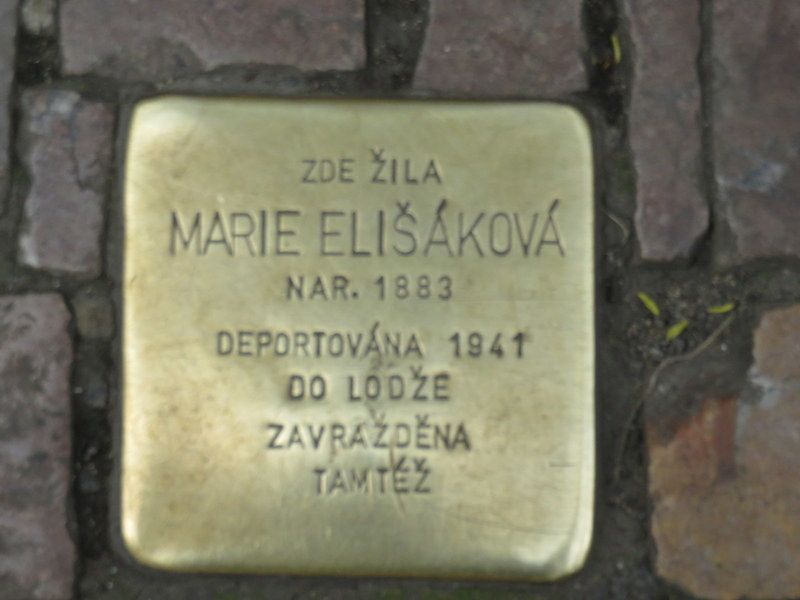 ZDE ŽILA
MARIE ELIŠÁKOVÁ
NAR. 1883
DEPORTOVÁNA 1941
DO LODŽE
ZAVRAŽDĚNA
TAMTÉŽ